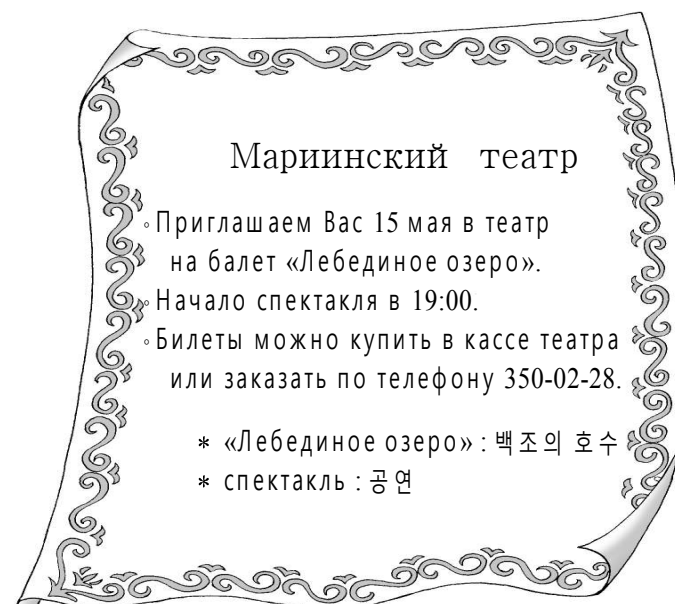 Мариинский театр
◦Приглашаем Вас 15 мая в театр
на балет «Лебединое озеро».
◦Начало спектакля в 19:00.
◦Билеты можно купить в кассе театра
или заказать по телефону 350-02-28.
* «Лебединое озеро» : 백조의 호수
* спектакль : 공연